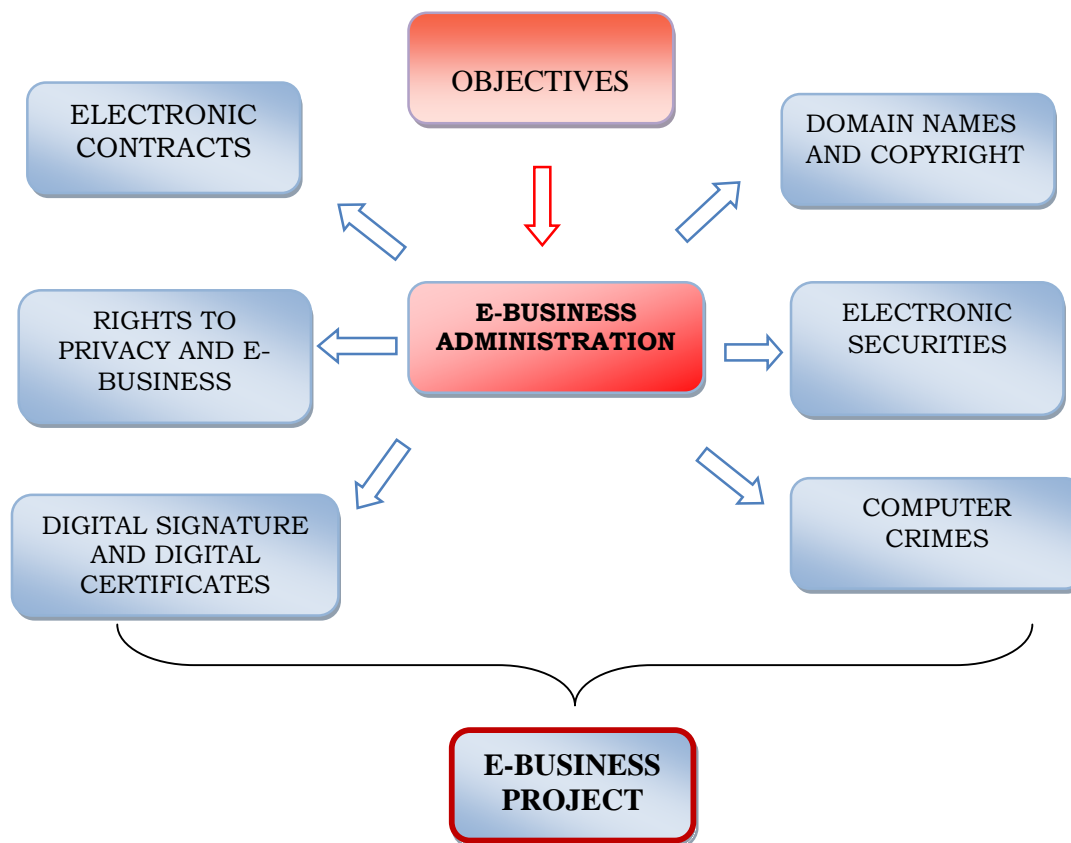 OBJECTIVES
ELECTRONIC
CONTRACTS
DOMAIN NAMES
AND COPYRIGHT
RIGHTS TO
PRIVACY AND E-
BUSINESS
E-BUSINESS
ADMINISTRATION
ELECTRONIC
SECURITIES
DIGITAL SIGNATURE
AND DIGITAL
CERTIFICATES
COMPUTER
CRIMES
E-BUSINESS
PROJECT